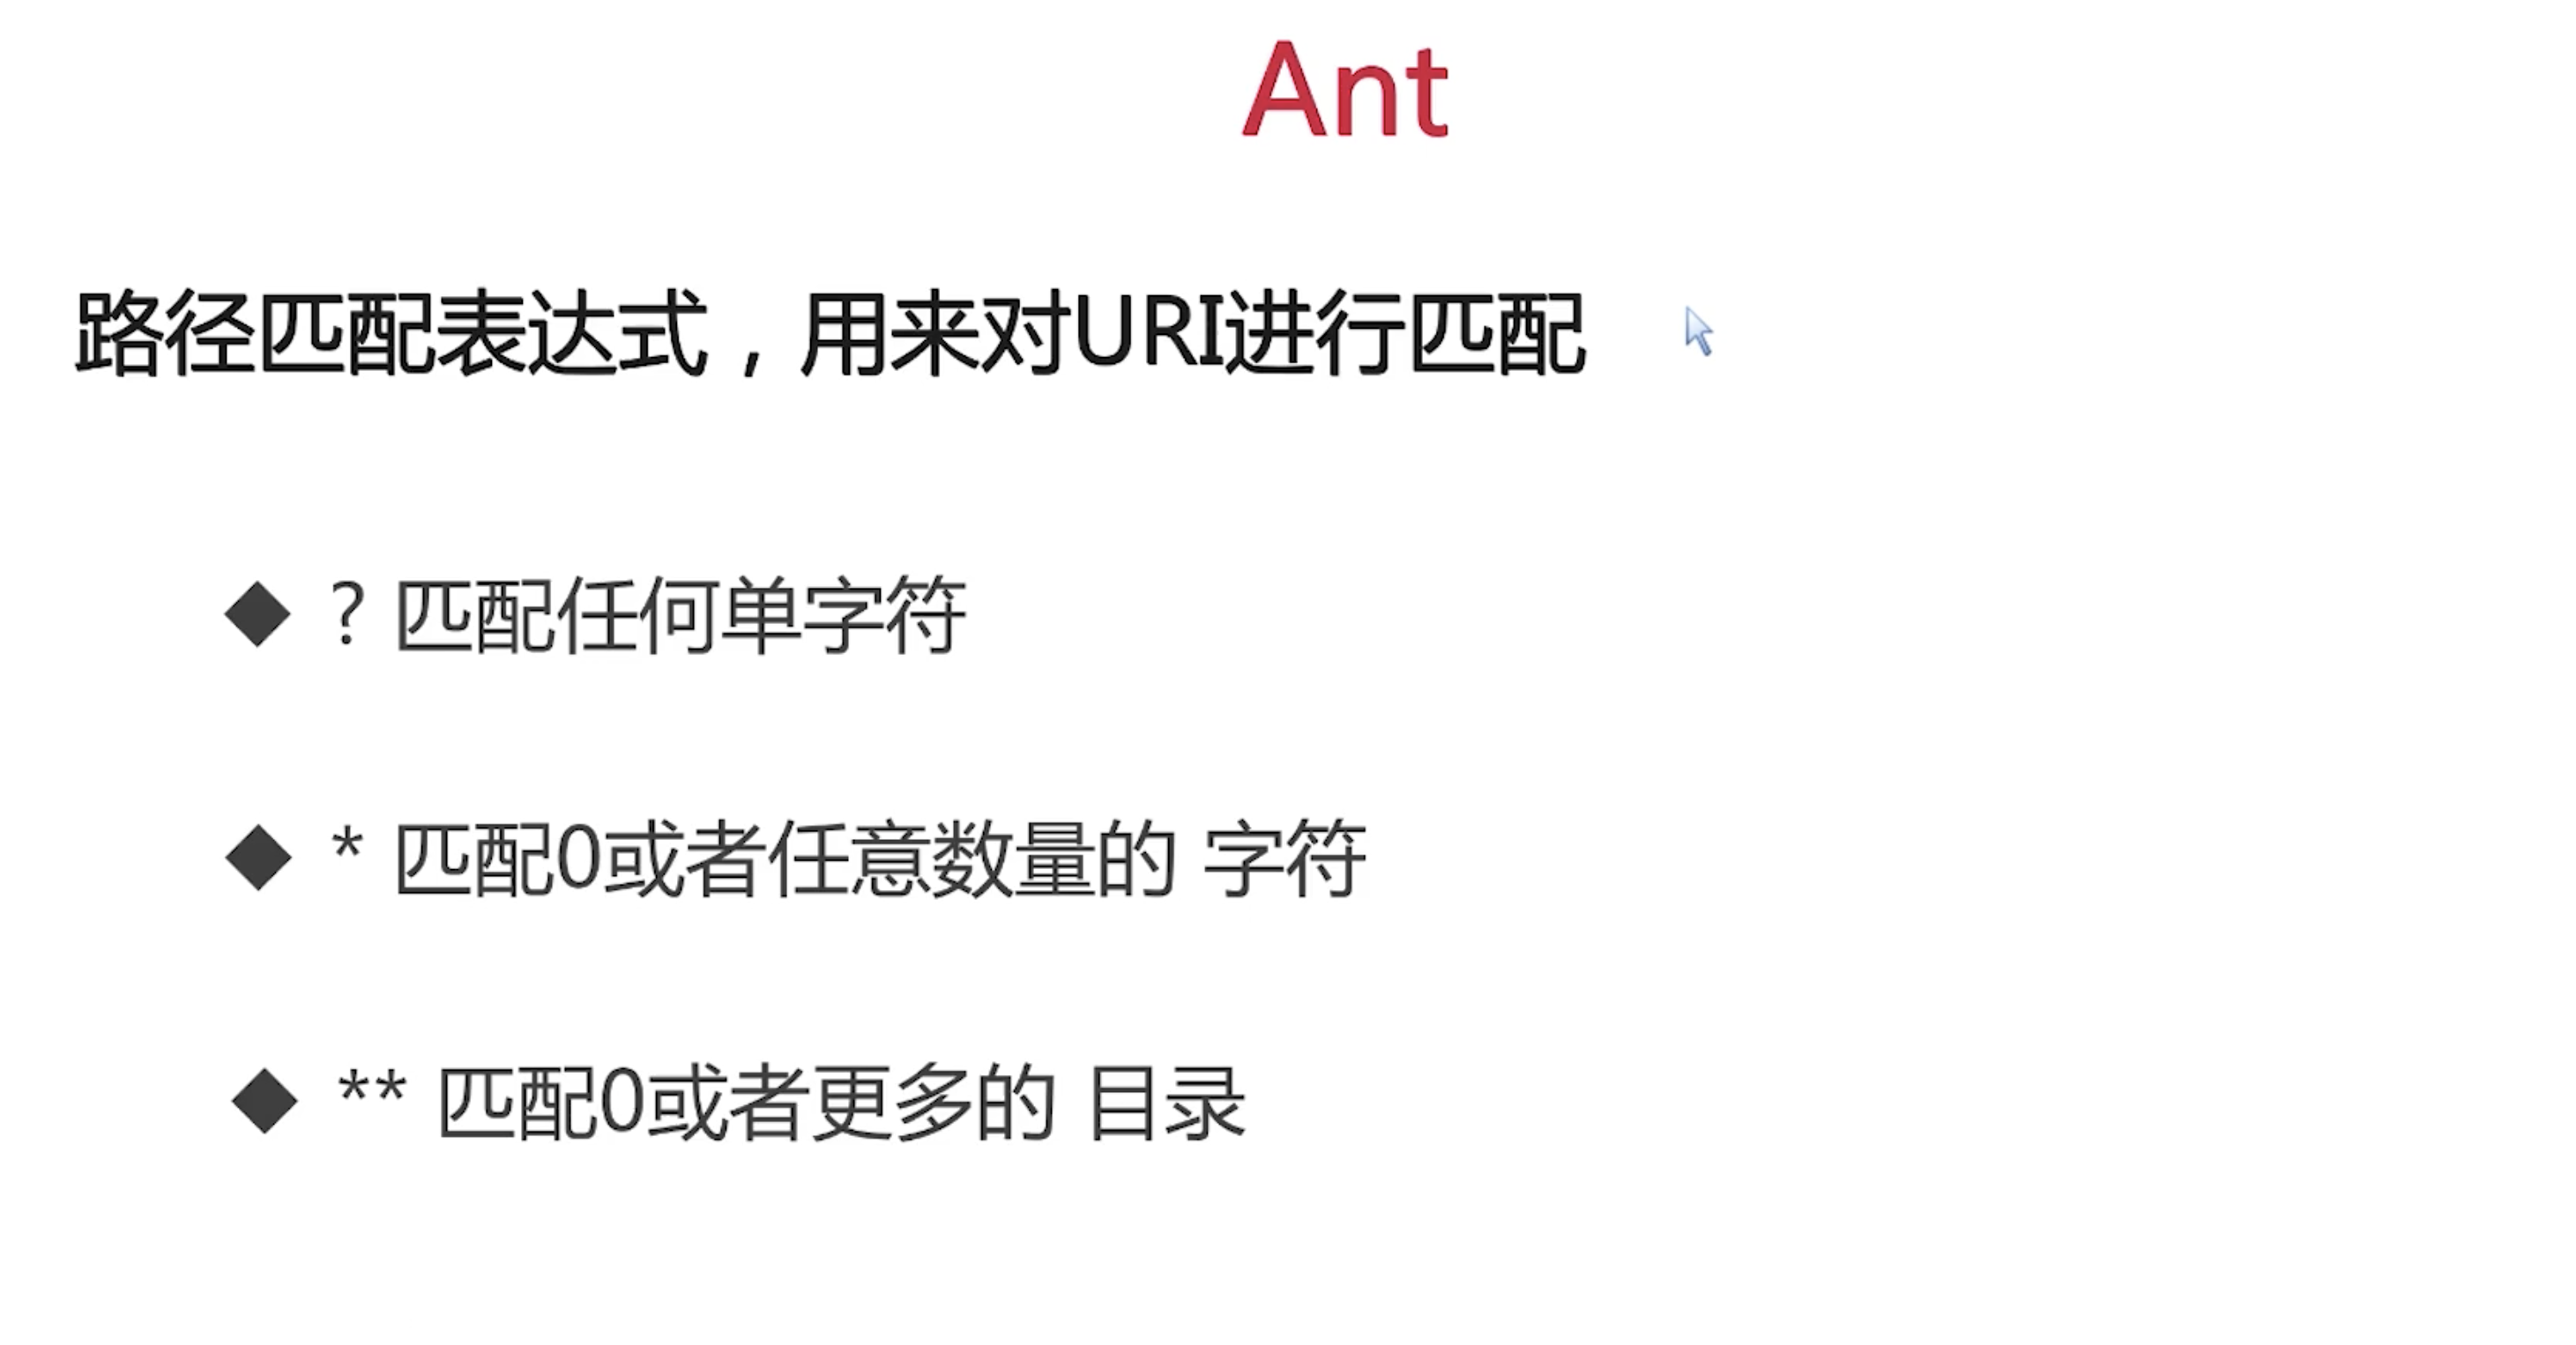 Ant
路径匹配表达式，用来对URI进行匹配
◆ ? 匹配任何单字符
◆ * 匹配0或者任意数量的 字符
◆ ** 匹配0或者更多的 目录